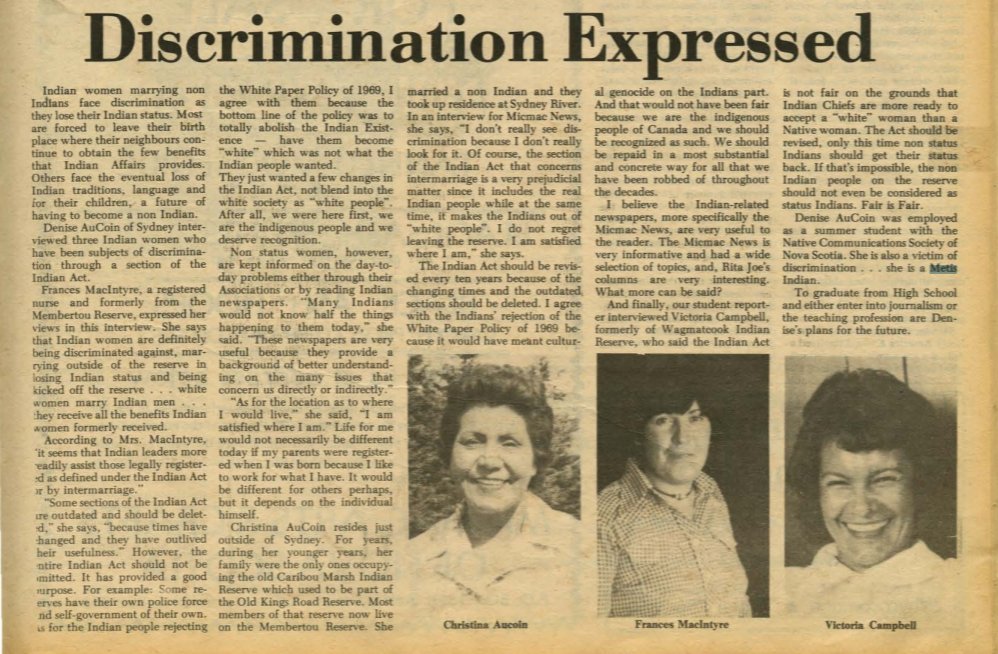 Discrimination Expressed
Indian women marrying non
Indians face discrimination as
they lose their Indian status. Most
are forced to leave their birth
place where their neighbours con-
tinue to obtain the few benefits
that Indian Affairs provides.
Others face the eventual loss of
Indian traditions, language and
for their children, a future of
having to become a non Indian.
Denise AuCoin of Sydney inter-
viewed three Indian women who
have been subjects of discrimina-
tion through a section of the
Indian Act.
Frances MacIntyre, a registered
nurse and formerly from the
Membertou Reserve, expressed her
views in this interview. She says
that Indian women are definitely
being discriminated against, mar-
rying outside of the reserve in
losing Indian status and being
kicked off the reserve . . . white
women marry Indian men . . .
they receive all the benefits Indian
women formerly received.
According to Mrs. MacIntyre,
"it seems that Indian leaders more
eadily assist those legally register-
d as defined under the Indian Act
r by intermarriage."
"Some sections of the Indian Act
re outdated and should be delet-
d," she says, "because times have
hanged and they have outlived
heir usefulness." However, the
ntire Indian Act should not be
mitted. It has provided a good
urpose. For example: Some re-
erves have their own police force
nd self-government of their own.
s for the Indian people rejecting
the White Paper Policy of 1969, I
agree with them because the
bottom line of the policy was to
totally abolish the Indian Exist-
ence — have them become
"white" which was not what the
Indian people wanted.
They just wanted a few changes in
the Indian Act, not blend into the
white society as "white people".
After all, we were here first, we
are the indigenous people and we
deserve recognition.
Non status women, however,
are kept informed on the day-to-
day problems either through their
Associations or by reading Indian
newspapers. "Many Indians
would not know half the things
happening to them today," she
said. "These newspapers are very
useful because they provide a
background of better understand-
ing on the many issues that
concern us directly or indirectly."
"As for the location as to where
I would live," she said, "I am
satisfied where I am." Life for me
would not necessarily be different
today if my parents were register-
ed when I was born because I like
to work for what I have. It would
be different for others perhaps,
but it depends on the individual
himself.
Christina AuCoin resides just
outside of Sydney. For years,
during her younger years, her
family were the only ones occupy-
ing the old Caribou Marsh Indian
Reserve which used to be part of
the Old Kings Road Reserve. Most
members of that reserve now live
on the Membertou Reserve. She
married a non Indian and they
took up residence at Sydney River.
In an interview for Micmac News,
she says, "I don't really see dis-
crimination because I don't really
look for it. Of course, the section
of the Indian Act that concerns
intermarriage is a very prejudicial
matter since it includes the real
Indian people while at the same
time, it makes the Indians out of
"white people". I do not regret
leaving the reserve. I am satisfied
where I am," she says.
The Indian Act should be revis-
ed every ten years because of the
changing times and the outdated
sections should be deleted. I agree
with the Indians' rejection of the
White Paper Policy of 1969 be-
cause it would have meant cultur-
al genocide on the Indians part.
And that would not have been fair
because we are the indigenous
people of Canada and we should
be recognized as such. We should
be repaid in a most substantial
and concrete way for all that we
have been robbed of throughout
the decades.
I believe the Indian-related
newspapers, more specifically the
Micmac News, are very useful to
the reader. The Micmac News is
very informative and had a wide
selection of topics, and, Rita Joe's
columns are very interesting.
What more can be said?
And finally, our student report-
er interviewed Victoria Campbell,
formerly of Wagmatcook Indian
Reserve, who said the Indian Act
is not fair on the grounds that
Indian Chiefs are more ready to
accept a "white" woman than a
Native woman. The Act should be
revised, only this time non status
Indians should get their status
back. If that's impossible, the non
Indian people on the reserve
should not even be considered as
status Indians. Fair is Fair.
Denise AuCoin was employed
as a summer student with the
Native Communications Society of
Nova Scotia. She is also a victim of
discrimination . . . she is a Metis
Indian.
To graduate from High School
and either enter into journalism or
the teaching profession are Den-
ise's plans for the future.
Christina Aucoin
Frances MacIntyre
Victoria Campbell